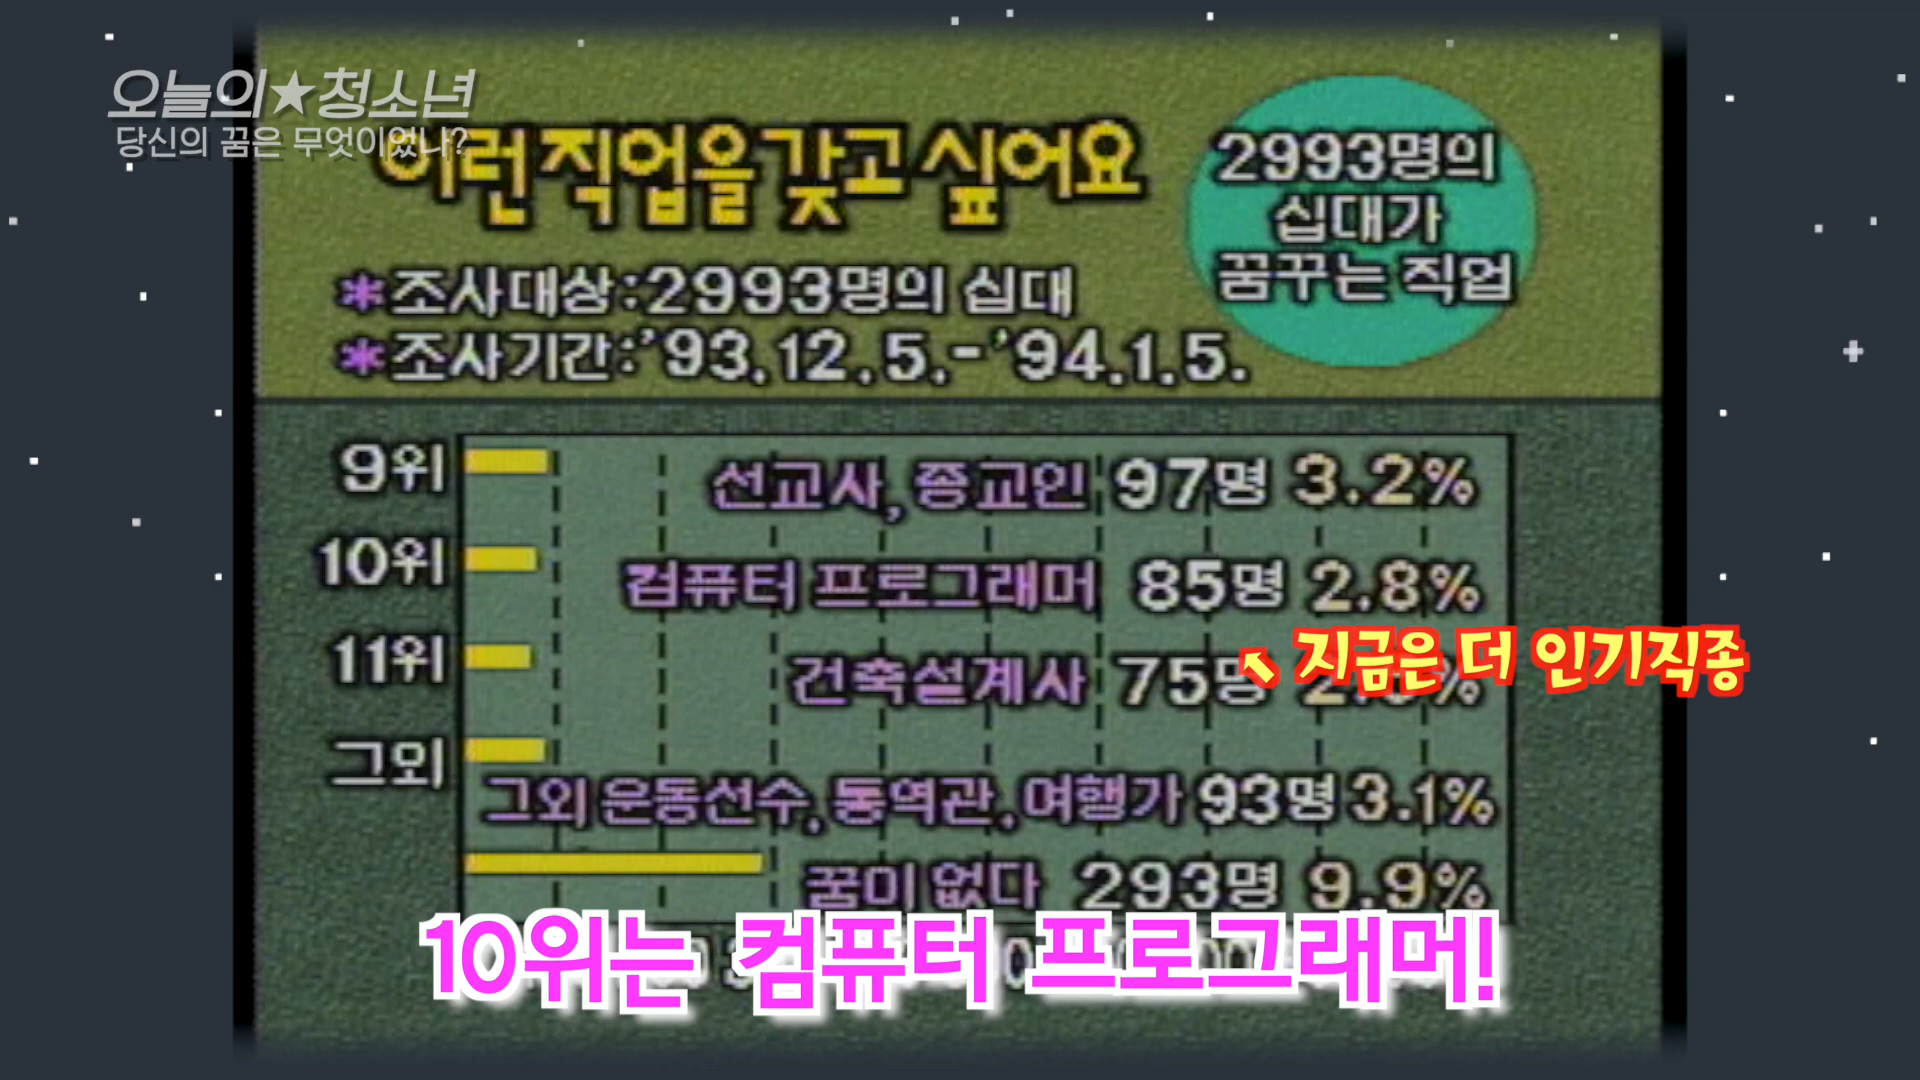 오늘의★청소년
당신의 꿈은 무엇이었나?
이런 직업을 갖고 싶어요
2993명의
십대가
꿈꾸는 직업
*조사대상:2993명의 십대
*조사기간:'93.12.5.-'94.1.5.
9위 선교사, 종교인 97명 3.2%
10위 컴퓨터 프로그래머 85명 2.8%
지금은 더 인기직종
11위 건축설계사 75명
그외 그외 운동선수, 통역관, 여행가 93명 3.1%
꿈이 없다 293명 9.9%
10위는 컴퓨터 프로그래머!